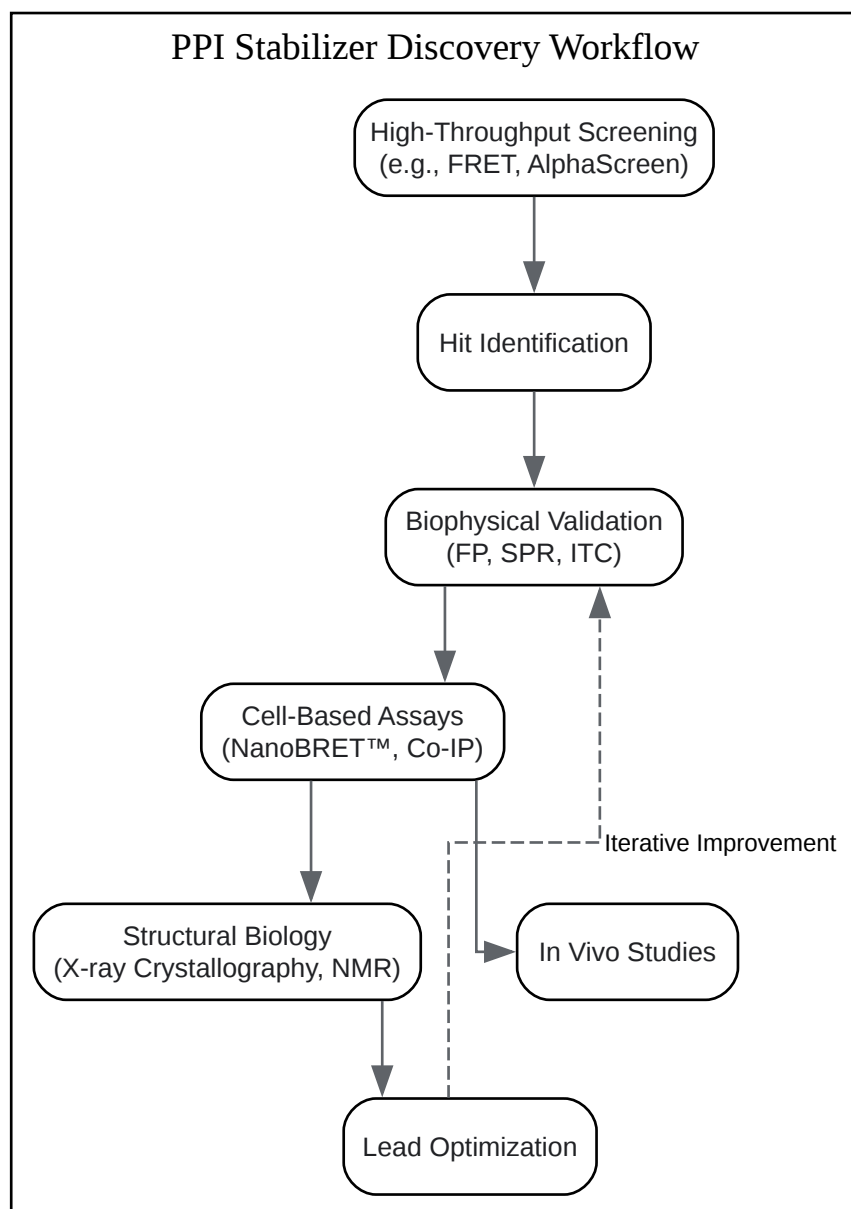 PPI Stabilizer Discovery Workflow
High-Throughput Screening
(e.g., FRET, AlphaScreen)
Hit Identification
Biophysical Validation
(FP, SPR, ITC)
Cell-Based Assays
(NanoBRET™, Co-IP)
Iterative Improvement
Structural Biology
(X-ray Crystallography, NMR)
In Vivo Studies
Lead Optimization